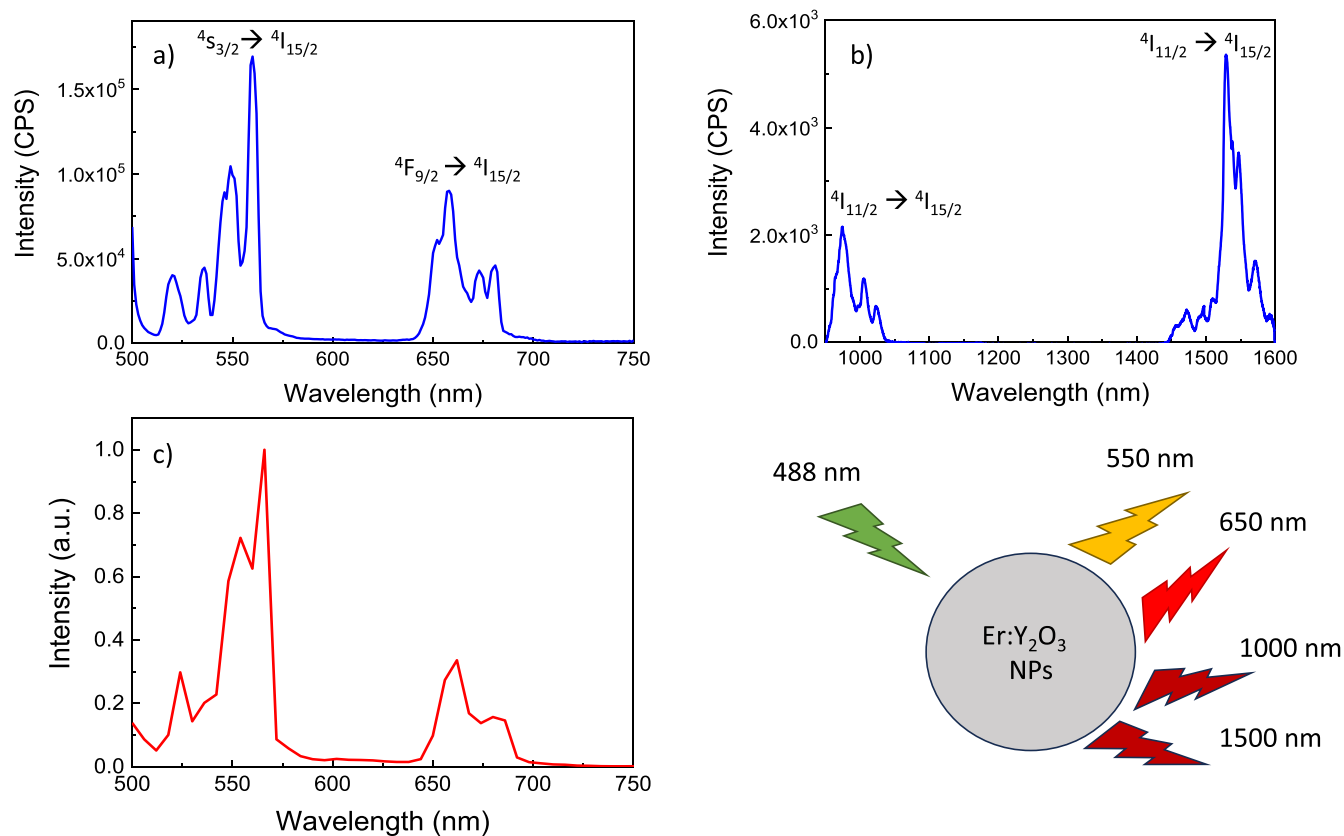 a)
⁴S₃/₂ → ⁴I₁₅/₂
⁴F₉/₂ → ⁴I₁₅/₂
Intensity (CPS)
1.5x10⁵
1.0x10⁵
5.0x10⁴
0.0
500 550 600 650 700 750
Wavelength (nm)
b)
⁴I₁₁/₂ → ⁴I₁₅/₂
⁴I₁₁/₂ → ⁴I₁₅/₂
Intensity (CPS)
6.0x10³
4.0x10³
2.0x10³
0.0
1000 1100 1200 1300 1400 1500 1600
Wavelength (nm)
c)
Intensity (a.u.)
1.0
0.8
0.6
0.4
0.2
0.0
500 550 600 650 700 750
Wavelength (nm)
488 nm
550 nm
650 nm
1000 nm
1500 nm
Er:Y₂O₃
NPs